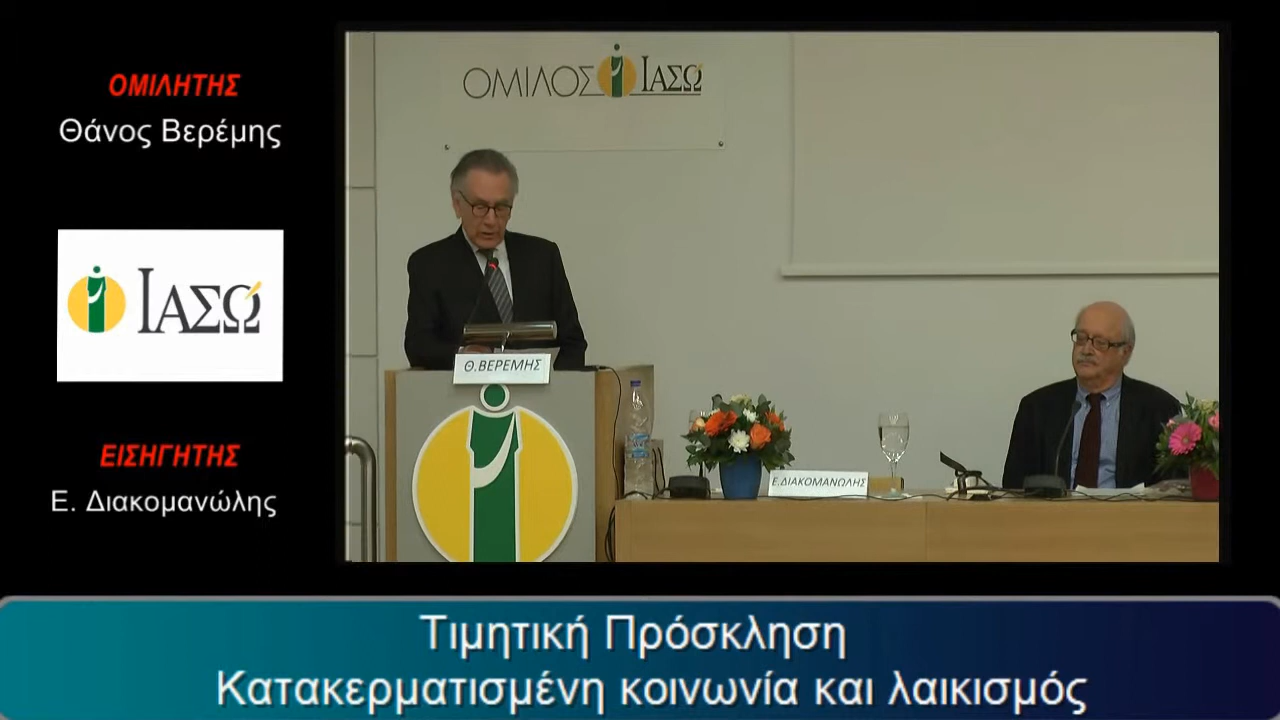 ΟΜΙΛΗΤΗΣ
Θάνος Βερέμης
ΙΑΣΩ
ΕΙΣΗΓΗΤΗΣ
Ε. Διακομανώλης
ΟΜΙΛΟΣ ΙΑΣΩ
Θ.ΒΕΡΕΜΗΣ
Ε.ΔΙΑΚΟΜΑΝΩΛΗΣ
Τιμητική Πρόσκληση
Κατακερματισμένη κοινωνία και λαικισμός